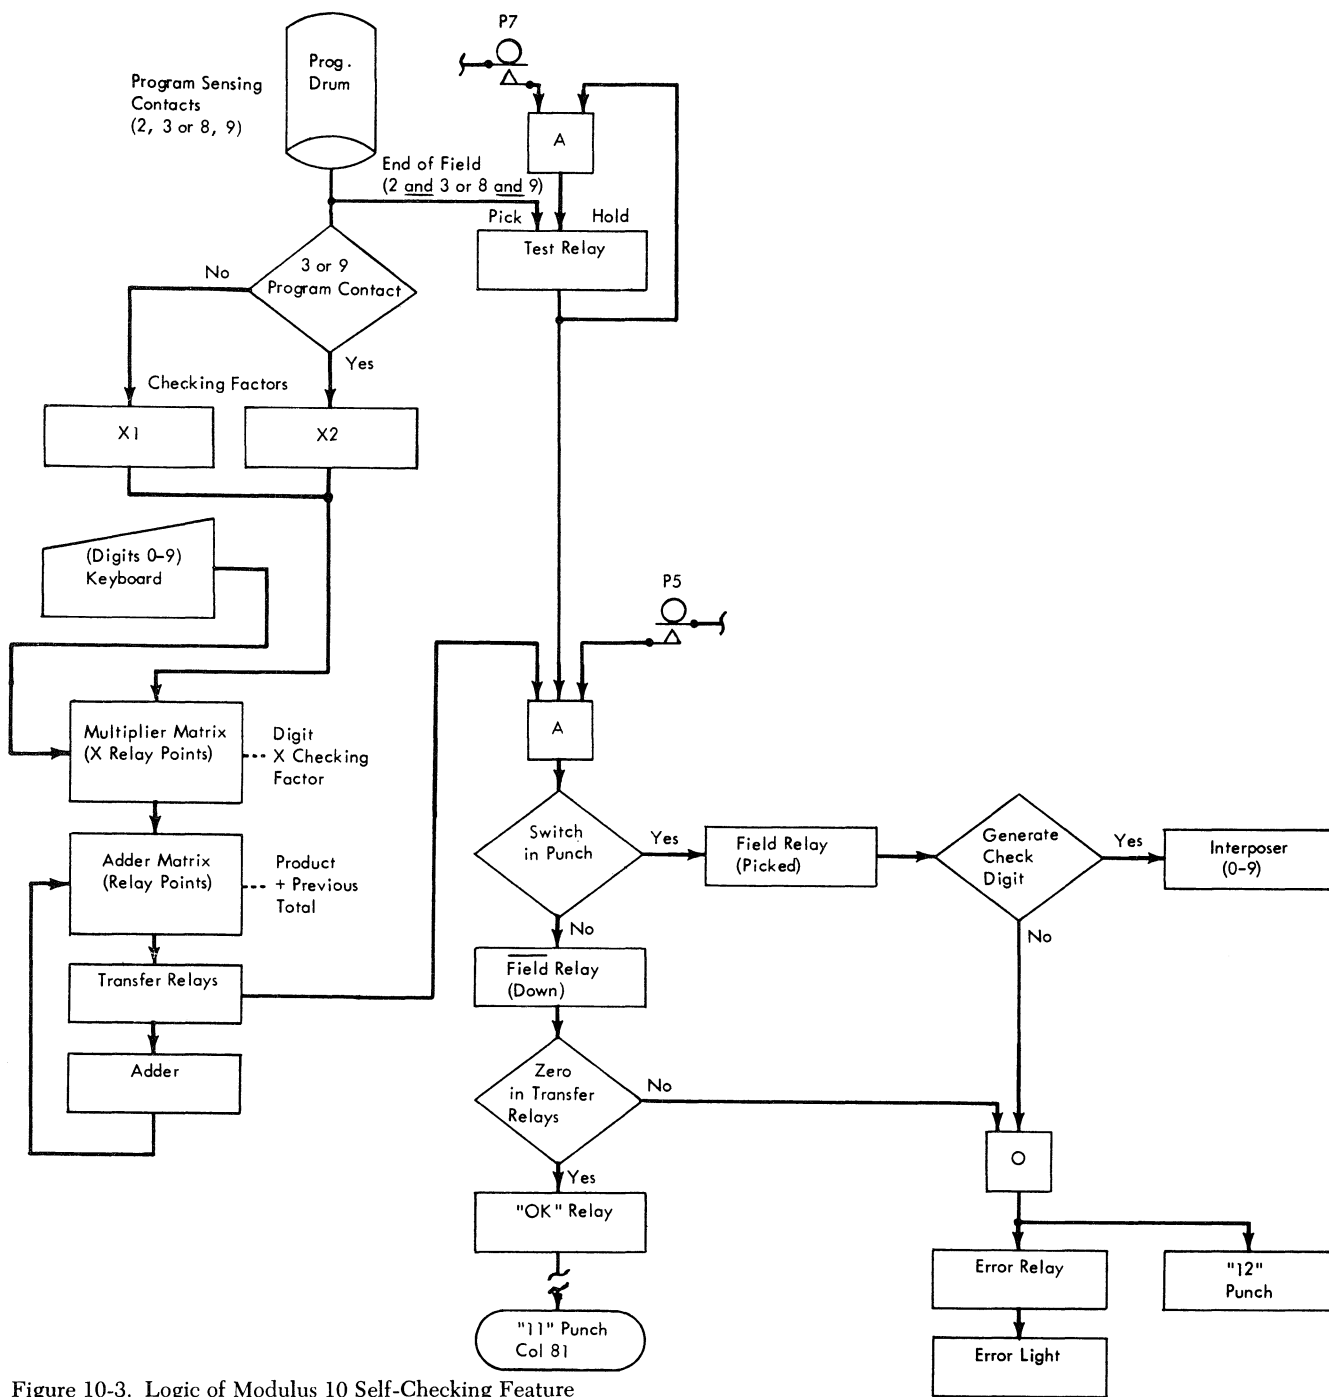 P7
Prog.
Drum
Program Sensing
Contacts
(2, 3 or 8, 9)
A
End of Field
(2 and 3 or 8 and 9)
Pick
Hold
Test Relay
No
3 or 9
Program Contact
Yes
Checking Factors
X1
X2
(Digits 0-9)
Keyboard
P5
A
Multiplier Matrix
(X Relay Points)
Digit
X Checking
Factor
Switch
in Punch
Yes
Field Relay
(Picked)
Generate
Check
Digit
Yes
Interposer
(0-9)
Adder Matrix
(Relay Points)
Product
+ Previous
Total
No
No
Field Relay
(Down)
Transfer Relays
Adder
Zero
in Transfer
Relays
No
O
Yes
"OK" Relay
Error Relay
"12"
Punch
"11" Punch
Col 81
Error Light
Figure 10-3. Logic of Modulus 10 Self-Checking Feature